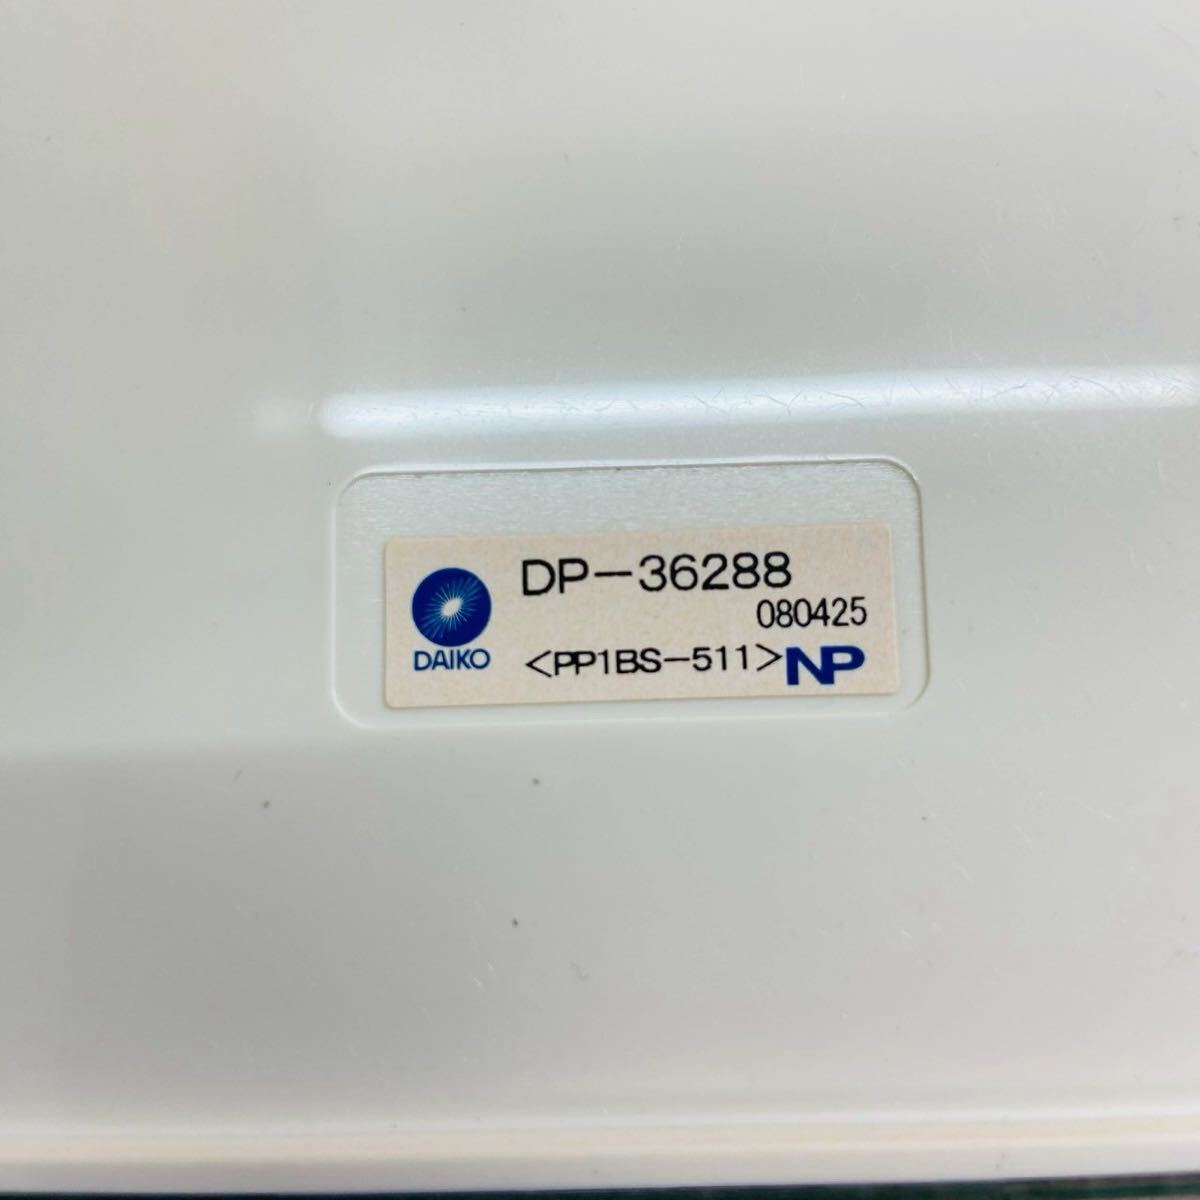 DP-36288
080425
DAIKO
<PP1BS-511> NP